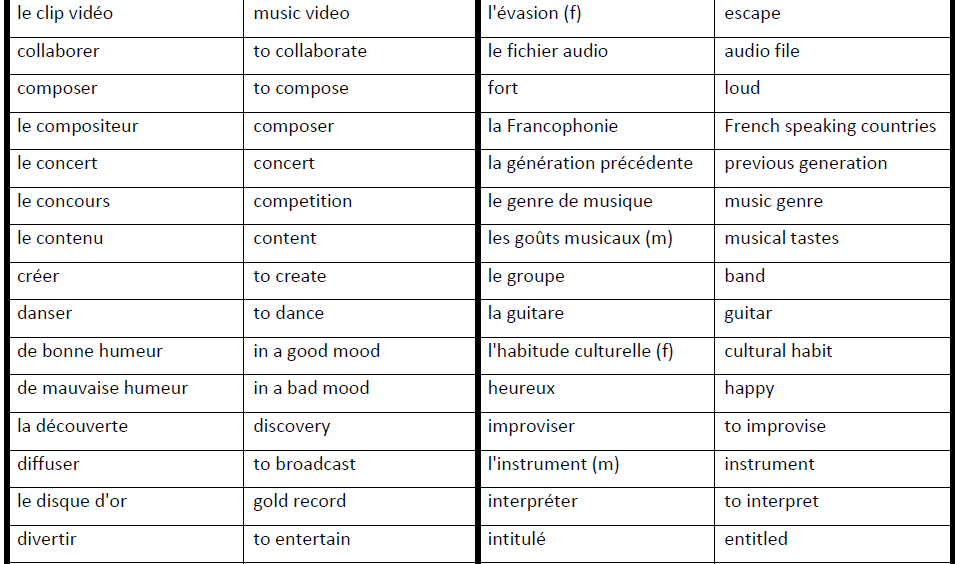 le clip vidéo music video l'évasion (f) escape
collaborer to collaborate le fichier audio audio file
composer to compose fort loud
le compositeur composer la Francophonie French speaking countries
le concert concert la génération précédente previous generation
le concours competition le genre de musique music genre
le contenu content les goûts musicaux (m) musical tastes
créer to create le groupe band
danser to dance la guitare guitar
de bonne humeur in a good mood l'habitude culturelle (f) cultural habit
de mauvaise humeur in a bad mood heureux happy
la découverte discovery improviser to improvise
diffuser to broadcast l'instrument (m) instrument
le disque d'or gold record interpréter to interpret
divertir to entertain intitulé entitled